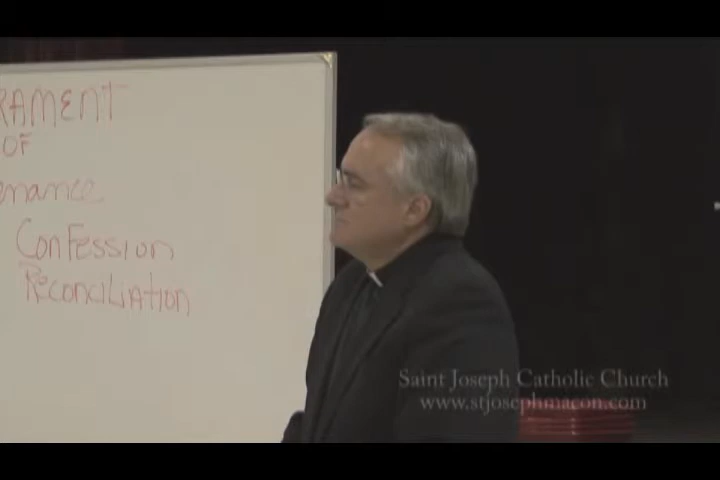 RAMENT
OF
enance
Confession
Reconciliation
Saint Joseph Catholic Church
www.stjosephmacon.com